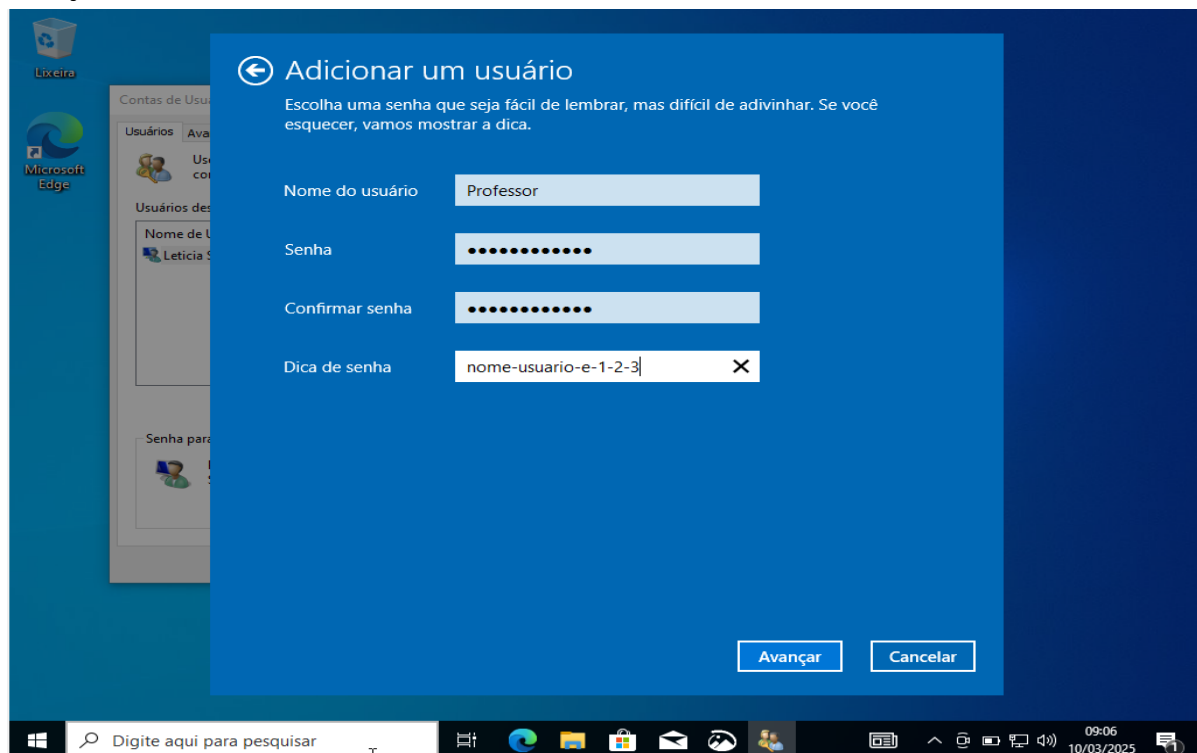 Lixeira
Microsoft
Edge
Contas de Usu
Usuários Ava
Usuários des
Nome de U
Leticia S
Senha para
Adicionar um usuário
Escolha uma senha que seja fácil de lembrar, mas difícil de adivinhar. Se você
esquecer, vamos mostrar a dica.
Nome do usuário Professor
Senha ●●●●●●●●●●●●
Confirmar senha ●●●●●●●●●●●●
Dica de senha nome-usuario-e-1-2-3
Avançar Cancelar
Digite aqui para pesquisar
09:06
10/03/2025
1